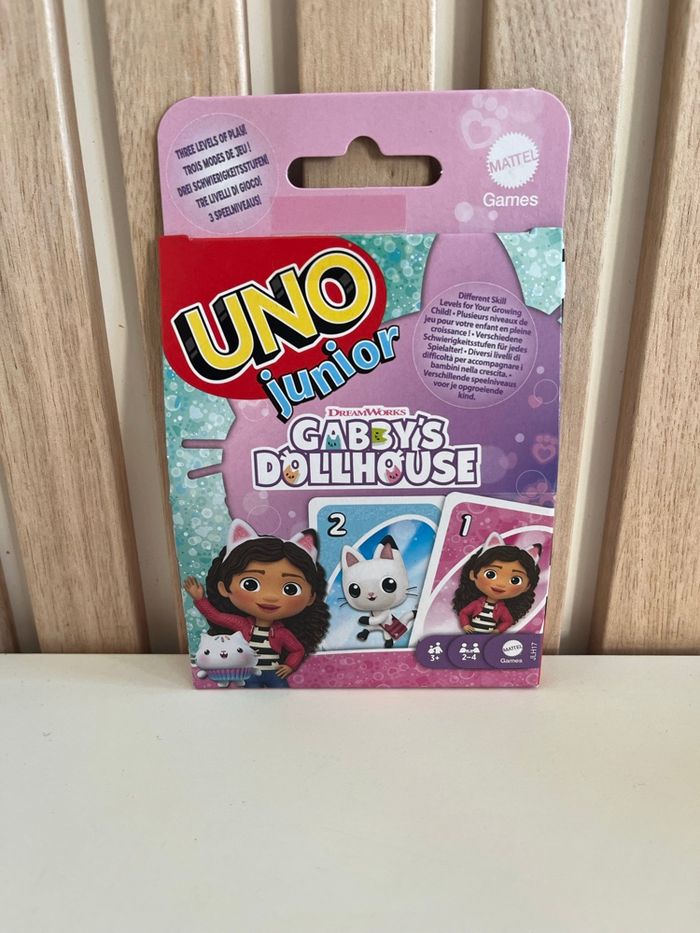 THREE LEVELS OF PLAY!
TROIS MODES DE JEU !
DREI SCHWIERIGKEITSSTUFEN!
TRE LIVELLI DI GIOCO!
3 SPEELNIVEAUS!
MATTEL
Games
UNO
junior
Different Skill
Levels for Your Growing
Child! • Plusieurs niveaux de
jeu pour votre enfant en pleine
croissance ! • Verschiedene
Schwierigkeitsstufen für jedes
Spielalter! • Diversi livelli di
difficoltà per accompagnare i
bambini nella crescita. •
Verschillende speelniveaus
voor je opgroeiende
kind.
DREAMWORKS
GABBY'S
DOLLHOUSE
2
1
3+
2-4
MATTEL
Games
JLH17